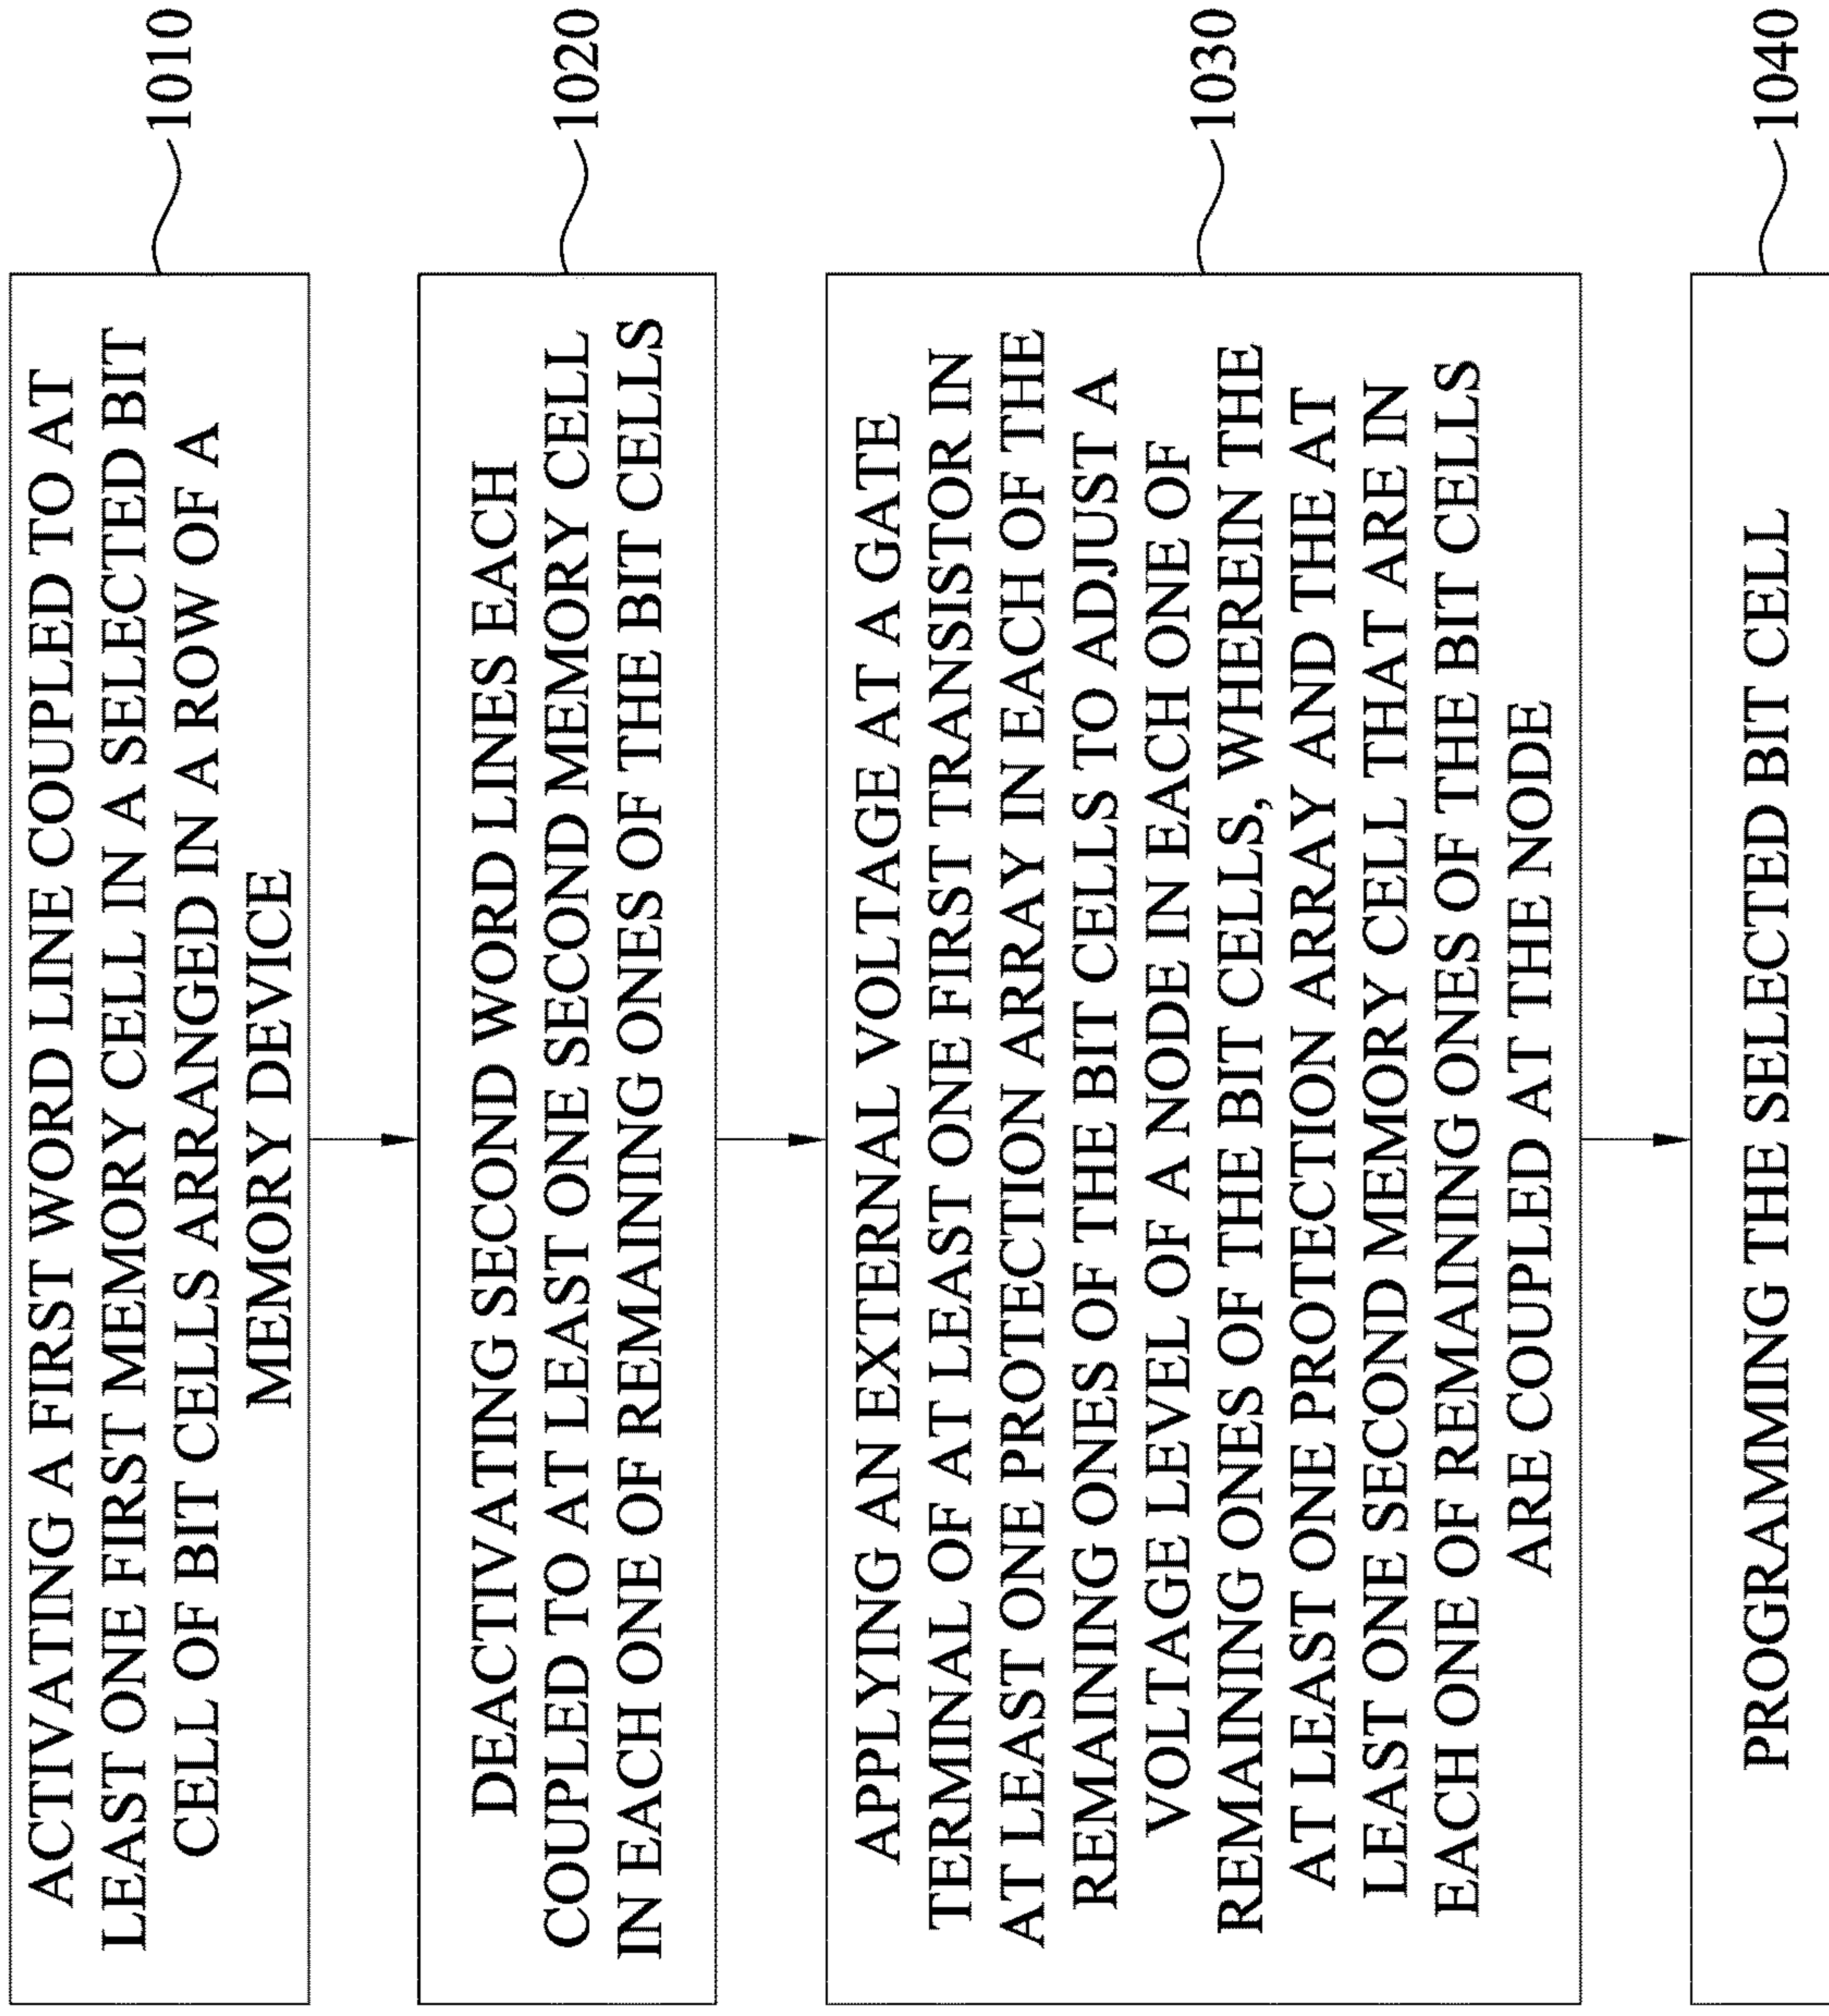 ACTIVATING A FIRST WORD LINE COUPLED TO AT
LEAST ONE FIRST MEMORY CELL IN A SELECTED BIT
CELL OF BIT CELLS ARRANGED IN A ROW OF A
MEMORY DEVICE
1010
DEACTIVATING SECOND WORD LINES EACH
COUPLED TO AT LEAST ONE SECOND MEMORY CELL
IN EACH ONE OF REMAINING ONES OF THE BIT CELLS
1020
APPLYING AN EXTERNAL VOLTAGE AT A GATE
TERMINAL OF AT LEAST ONE FIRST TRANSISTOR IN
AT LEAST ONE PROTECTION ARRAY IN EACH OF THE
REMAINING ONES OF THE BIT CELLS TO ADJUST A
VOLTAGE LEVEL OF A NODE IN EACH ONE OF
REMAINING ONES OF THE BIT CELLS, WHEREIN THE
AT LEAST ONE PROTECTION ARRAY AND THE AT
LEAST ONE SECOND MEMORY CELL THAT ARE IN
EACH ONE OF REMAINING ONES OF THE BIT CELLS
ARE COUPLED AT THE NODE
1030
PROGRAMMING THE SELECTED BIT CELL
1040